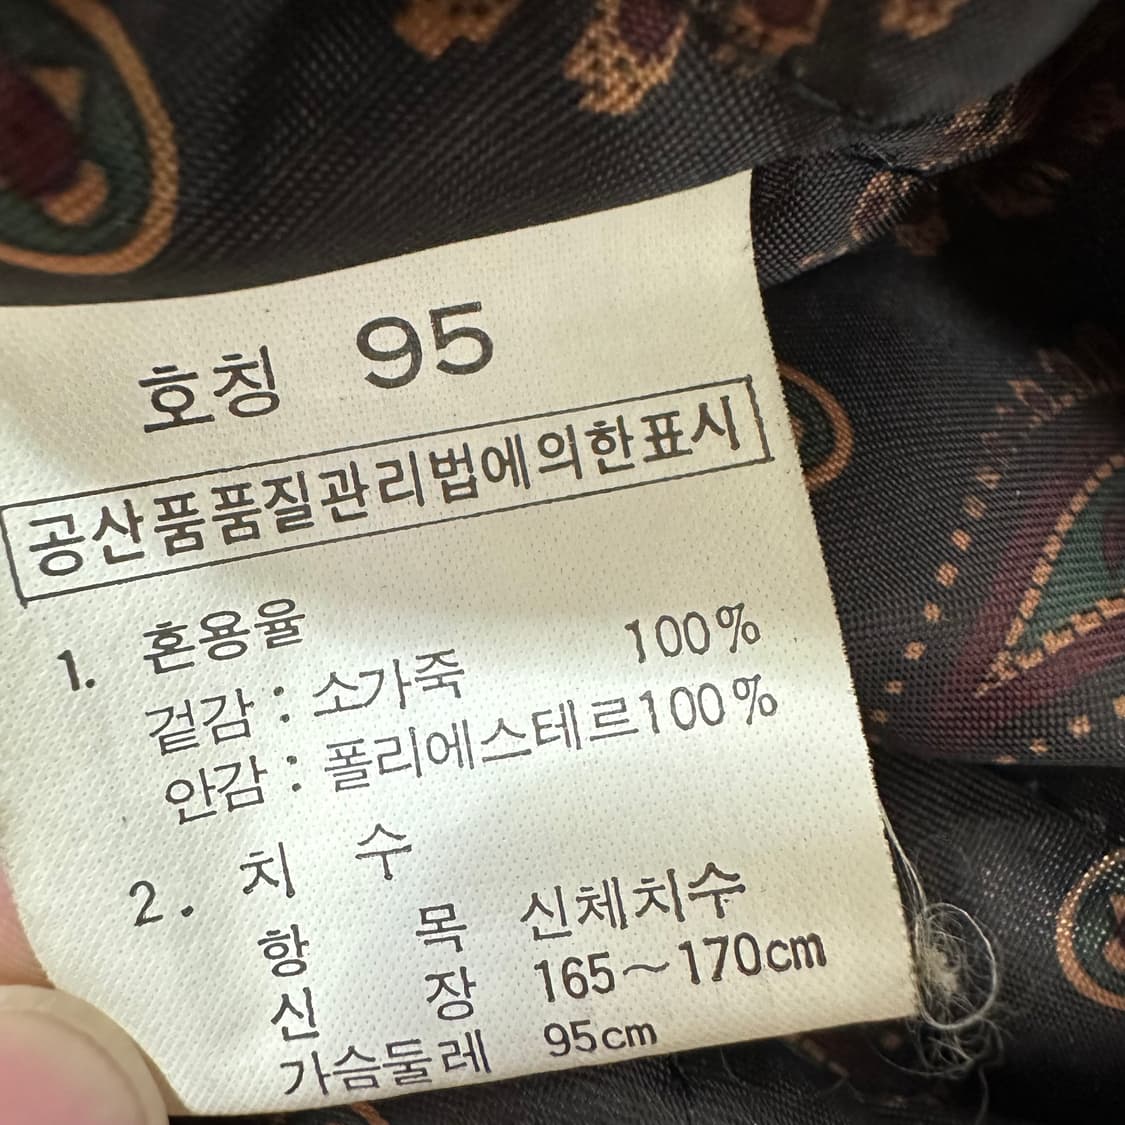 호칭 95
공산품품질관리법에의한표시
1. 혼용율
겉감 : 소가죽 100%
안감 : 폴리에스테르100%
2. 치 수
항 목 신체치수
신 장 165~170cm
가슴둘레 95cm